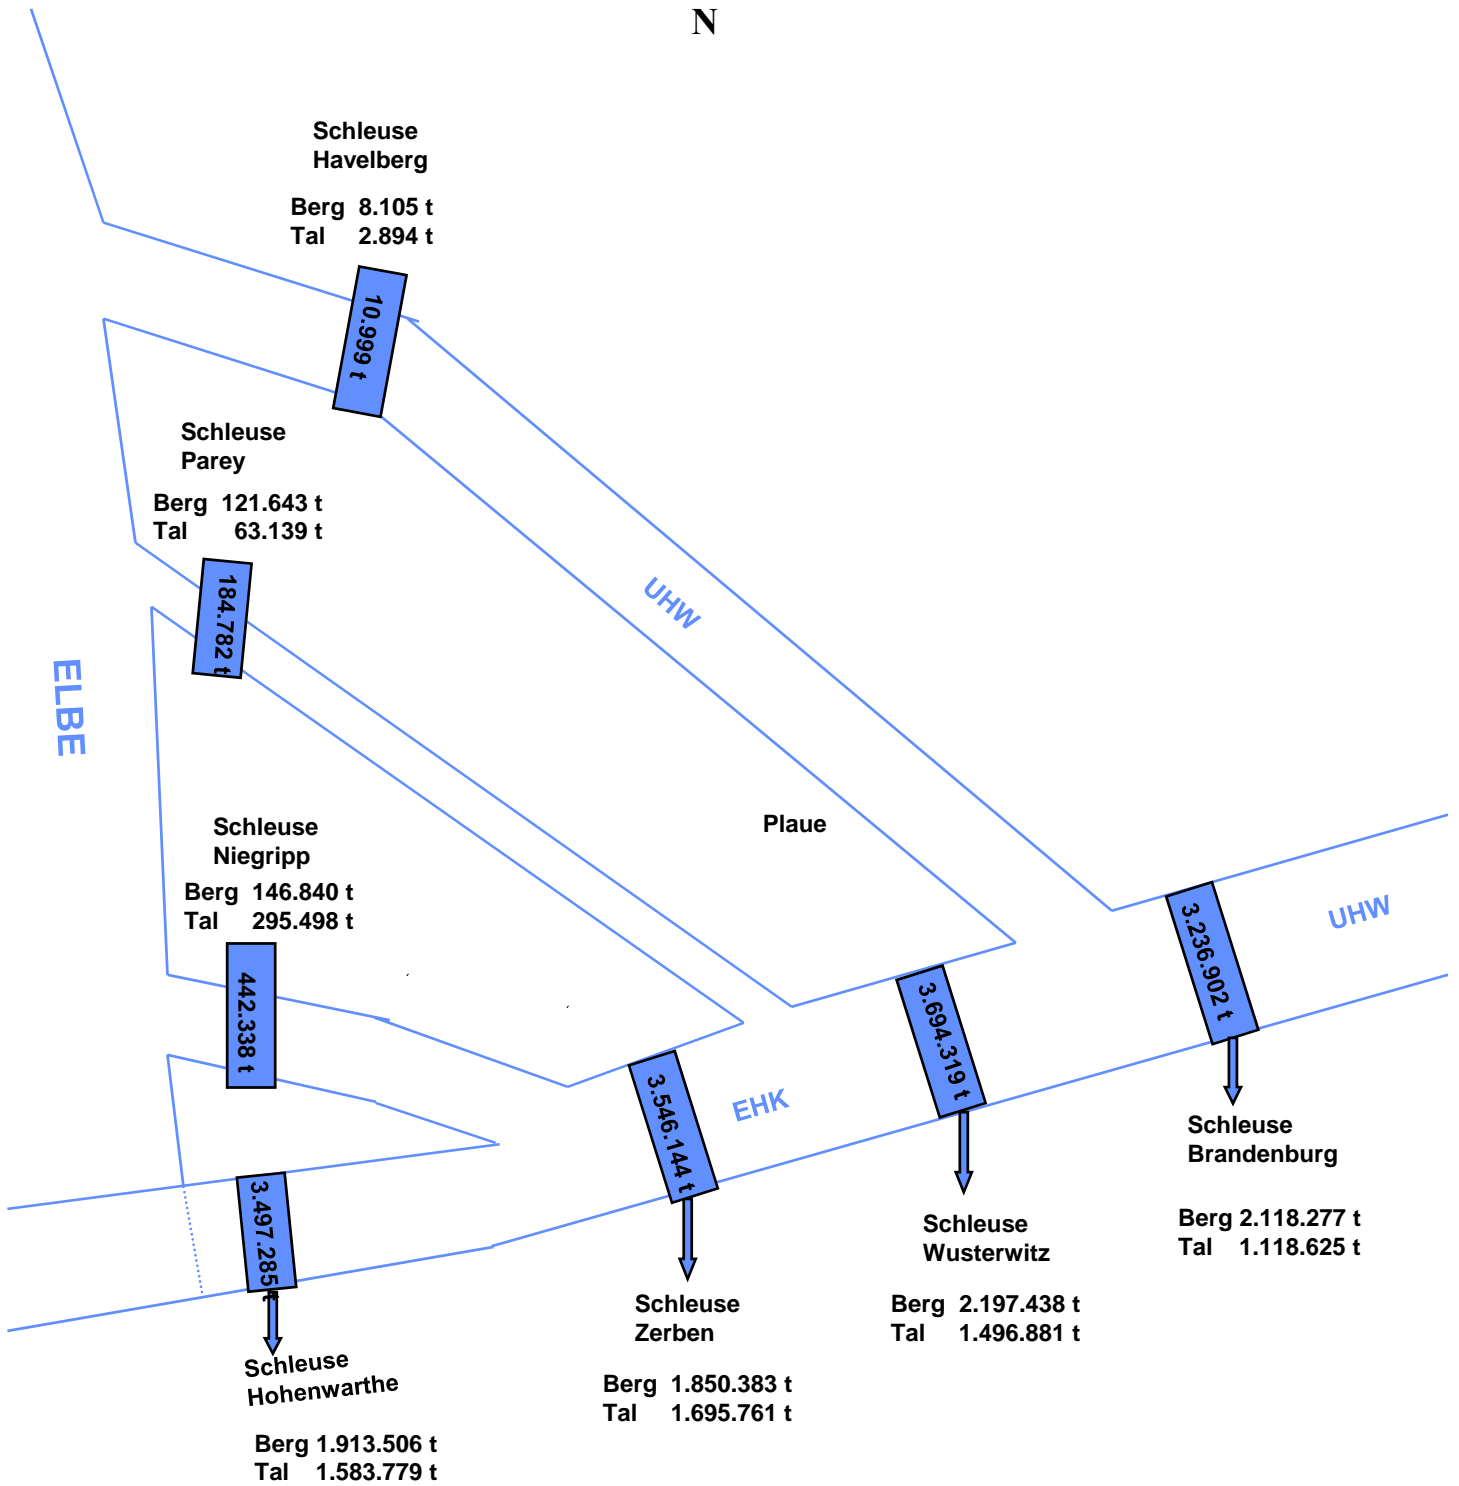 N
Schleuse
Havelberg
Berg 8.105 t
Tal 2.894 t
10.999 t
Schleuse
Parey
Berg 121.643 t
Tal 63.139 t
184.782 t
UHW
ELBE
Schleuse
Niegripp
Berg 146.840 t
Tal 295.498 t
442.338 t
Plaue
UHW
3.236.902 t
3.694.319 t
EHK
3.546.144 t
3.497.285 t
Schleuse
Brandenburg
Berg 2.118.277 t
Tal 1.118.625 t
Schleuse
Wusterwitz
Berg 2.197.438 t
Tal 1.496.881 t
Schleuse
Zerben
Berg 1.850.383 t
Tal 1.695.761 t
Schleuse
Hohenwarthe
Berg 1.913.506 t
Tal 1.583.779 t